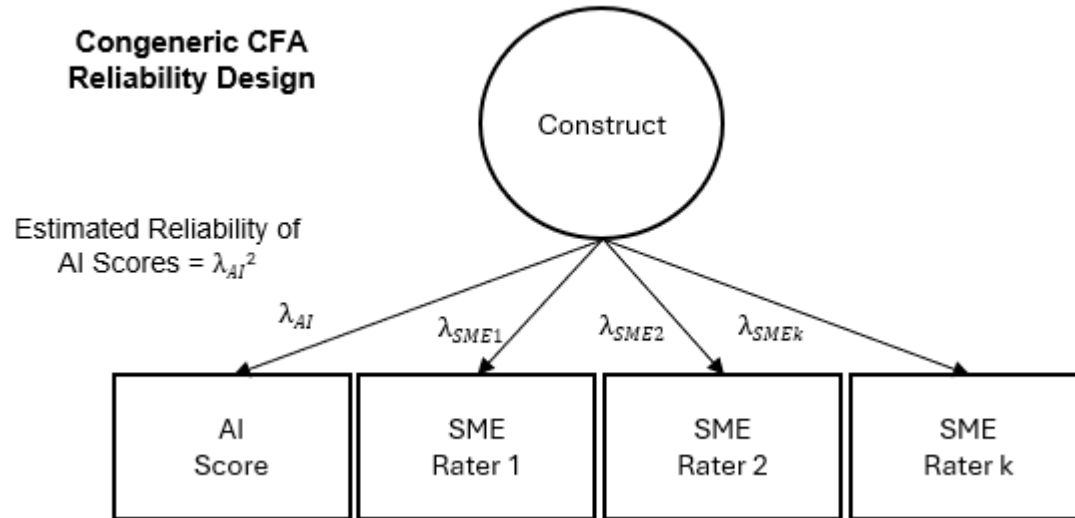 Congeneric CFA
Reliability Design
Construct
Estimated Reliability of
AI Scores = λ_AI²
λ_AI
λ_SME1
λ_SME2
λ_SMEk
AI
Score
SME
Rater 1
SME
Rater 2
SME
Rater k